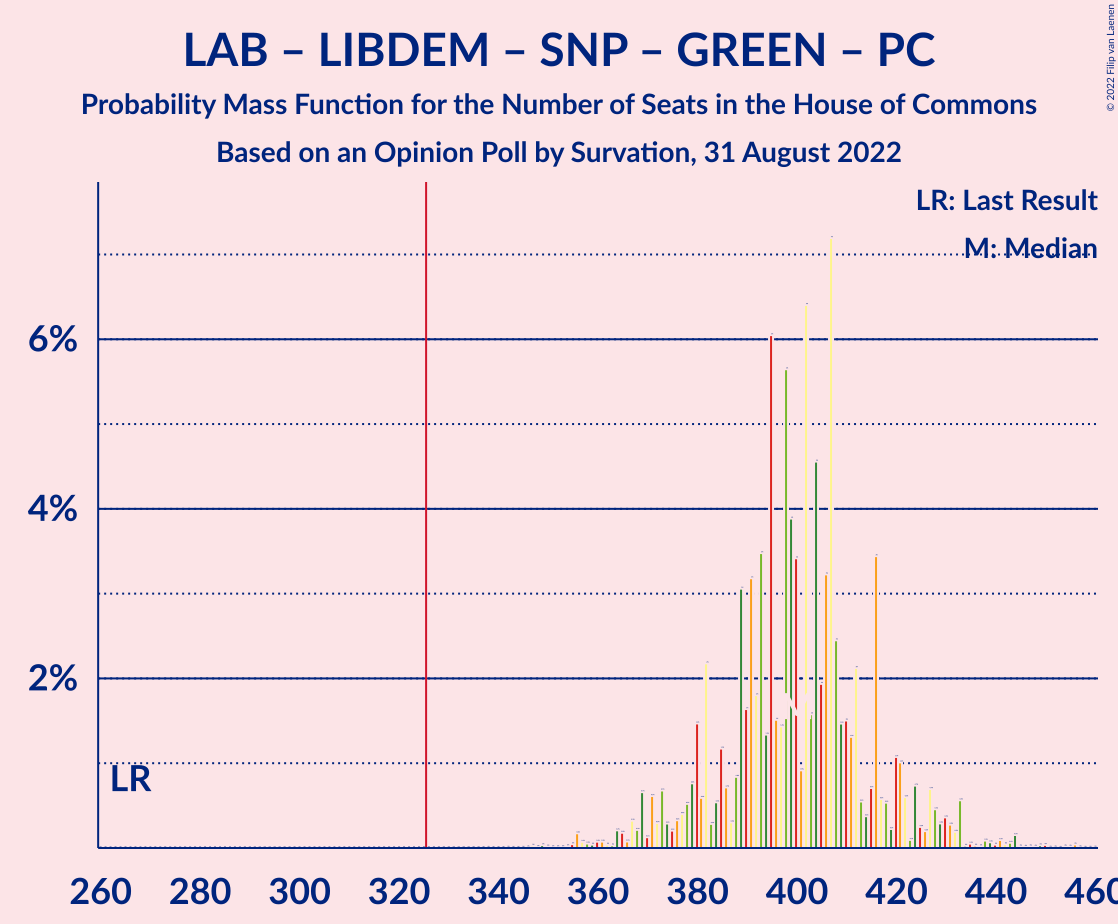 LAB – LIBDEM – SNP – GREEN – PC
Probability Mass Function for the Number of Seats in the House of Commons
Based on an Opinion Poll by Survation, 31 August 2022
© 2022 Filip van Laenen
LR: Last Result
M: Median
6%
4%
2%
LR
260 280 300 320 340 360 380 400 420 440 460